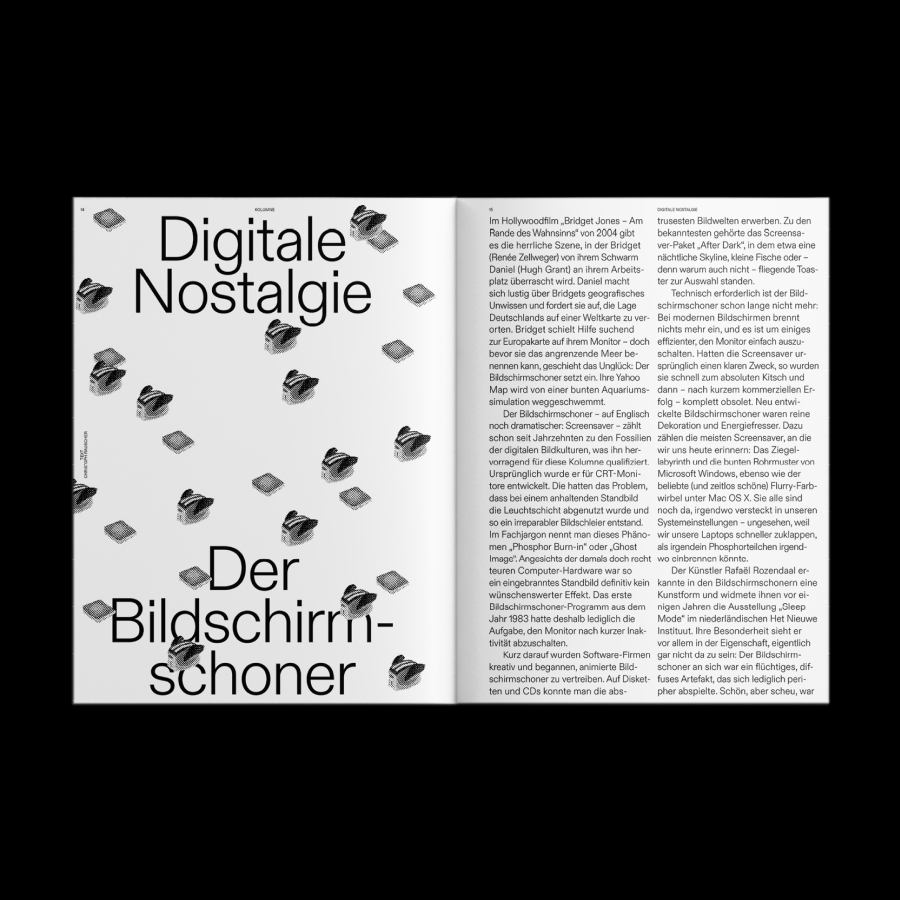 KOLUMNE
Digitale
Nostalgie
TEXT
CHRISTOPH RAUSCHER
Der
Bildschirm-
schoner
DIGITALE NOSTALGIE
Im Hollywoodfilm „Bridget Jones – Am
Rande des Wahnsinns“ von 2004 gibt
es die herrliche Szene, in der Bridget
(Renée Zellweger) von ihrem Schwarm
Daniel (Hugh Grant) an ihrem Arbeits-
platz überrascht wird. Daniel macht
sich lustig über Bridgets geografisches
Unwissen und fordert sie auf, die Lage
Deutschlands auf einer Weltkarte zu ver-
orten. Bridget schielt Hilfe suchend
zur Europakarte auf ihrem Monitor – doch
bevor sie das angrenzende Meer be-
nennen kann, geschieht das Unglück: Der
Bildschirmschoner setzt ein. Ihre Yahoo
Map wird von einer bunten Aquariums-
simulation weggeschwemmt.
Der Bildschirmschoner – auf Englisch
noch dramatischer: Screensaver – zählt
schon seit Jahrzehnten zu den Fossilien
der digitalen Bildkulturen, was ihn her-
vorragend für diese Kolumne qualifiziert.
Ursprünglich wurde er für CRT-Moni-
tore entwickelt. Die hatten das Problem,
dass bei einem anhaltenden Standbild
die Leuchtschicht abgenutzt wurde und
so ein irreparabler Bildschleier entstand.
Im Fachjargon nennt man dieses Phäno-
men „Phosphor Burn-in“ oder „Ghost
Image“. Angesichts der damals doch recht
teuren Computer-Hardware war so
ein eingebranntes Standbild definitiv kein
wünschenswerter Effekt. Das erste
Bildschirmschoner-Programm aus dem
Jahr 1983 hatte deshalb lediglich die
Aufgabe, den Monitor nach kurzer Inak-
tivität abzuschalten.
Kurz darauf wurden Software-Firmen
kreativ und begannen, animierte Bild-
schirmschoner zu vertreiben. Auf Disket-
ten und CDs konnte man die abs-
trusesten Bildwelten erwerben. Zu den
bekanntesten gehörte das Screensa-
ver-Paket „After Dark“, in dem etwa eine
nächtliche Skyline, kleine Fische oder –
denn warum auch nicht – fliegende Toas-
ter zur Auswahl standen.
Technisch erforderlich ist der Bild-
schirmschoner schon lange nicht mehr:
Bei modernen Bildschirmen brennt
nichts mehr ein, und es ist um einiges
effizienter, den Monitor einfach auszu-
schalten. Hatten die Screensaver ur-
sprünglich einen klaren Zweck, so wurden
sie schnell zum absoluten Kitsch und
dann – nach kurzem kommerziellen Er-
folg – komplett obsolet. Neu entwi-
ckelte Bildschirmschoner waren reine
Dekoration und Energiefresser. Dazu
zählen die meisten Screensaver, an die
wir uns heute erinnern: Das Ziegel-
labyrinth und die bunten Rohrmuster von
Microsoft Windows, ebenso wie der
beliebte (und zeitlos schöne) Flurry-Farb-
wirbel unter Mac OS X. Sie alle sind
noch da, irgendwo versteckt in unseren
Systemeinstellungen – ungesehen, weil
wir unsere Laptops schneller zuklappen,
als irgendein Phosphorteilchen irgend-
wo einbrennen könnte.
Der Künstler Rafaël Rozendaal er-
kannte in den Bildschirmschonern eine
Kunstform und widmete ihnen vor ei-
nigen Jahren die Ausstellung „Sleep
Mode“ im niederländischen Het Nieuwe
Instituut. Ihre Besonderheit sieht er
vor allem in der Eigenschaft, eigentlich
gar nicht da zu sein: Der Bildschirm-
schoner an sich war ein flüchtiges, dif-
fuses Artefakt, das sich lediglich peri-
pher abspielte. Schön, aber scheu, war